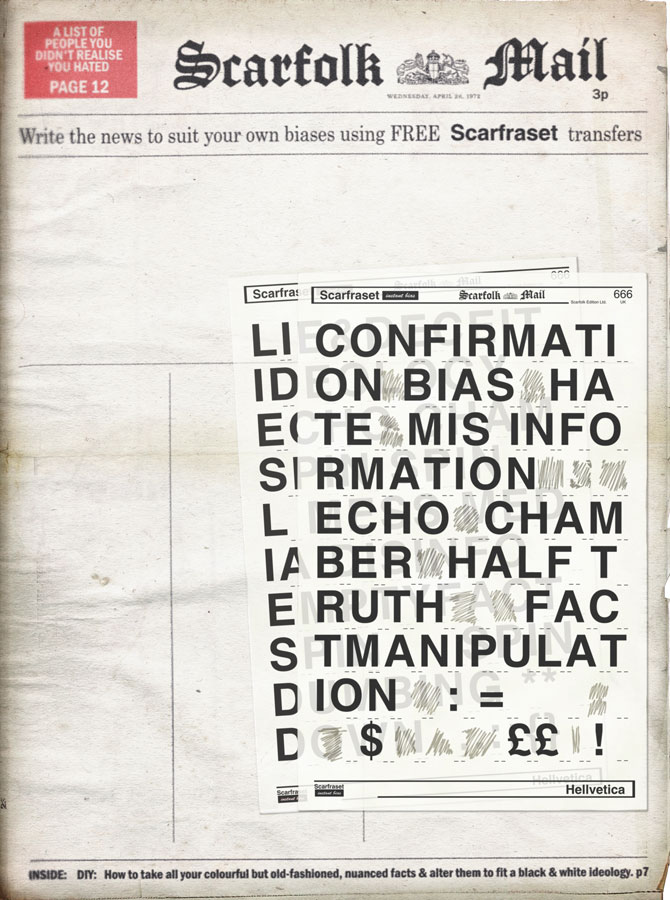 A LIST OF
PEOPLE YOU
DIDN'T REALISE
YOU HATED
PAGE 12
Scarfolk Mail
WEDNESDAY, APRIL 26, 1972
3p
Write the news to suit your own biases using FREE Scarfraset transfers
Scarfraset instant bias Scarfolk Mail 666
Scarfolk Edition Ltd. UK
CONFIRMATI
ON BIAS HA
TE MIS INFO
RMATION
ECHO CHAM
BER HALF T
RUTH FAC
TMANIPULAT
ION : =
$ ££ !
Scarfraset
instant bias
Hellvetica
INSIDE: DIY: How to take all your colourful but old-fashioned, nuanced facts & alter them to fit a black & white ideology. p7